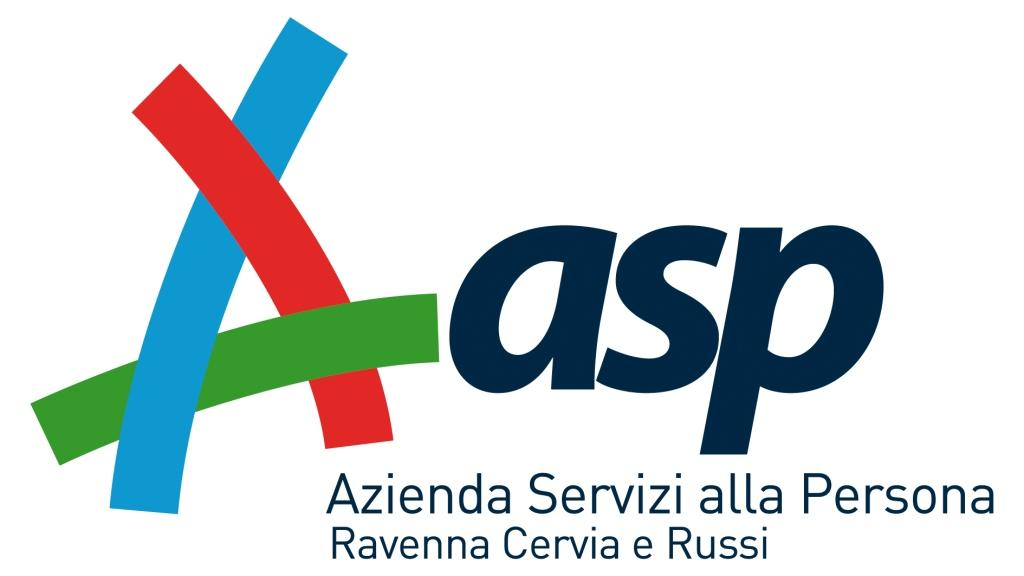 asp
Azienda Servizi alla Persona
Ravenna Cervia e Russi